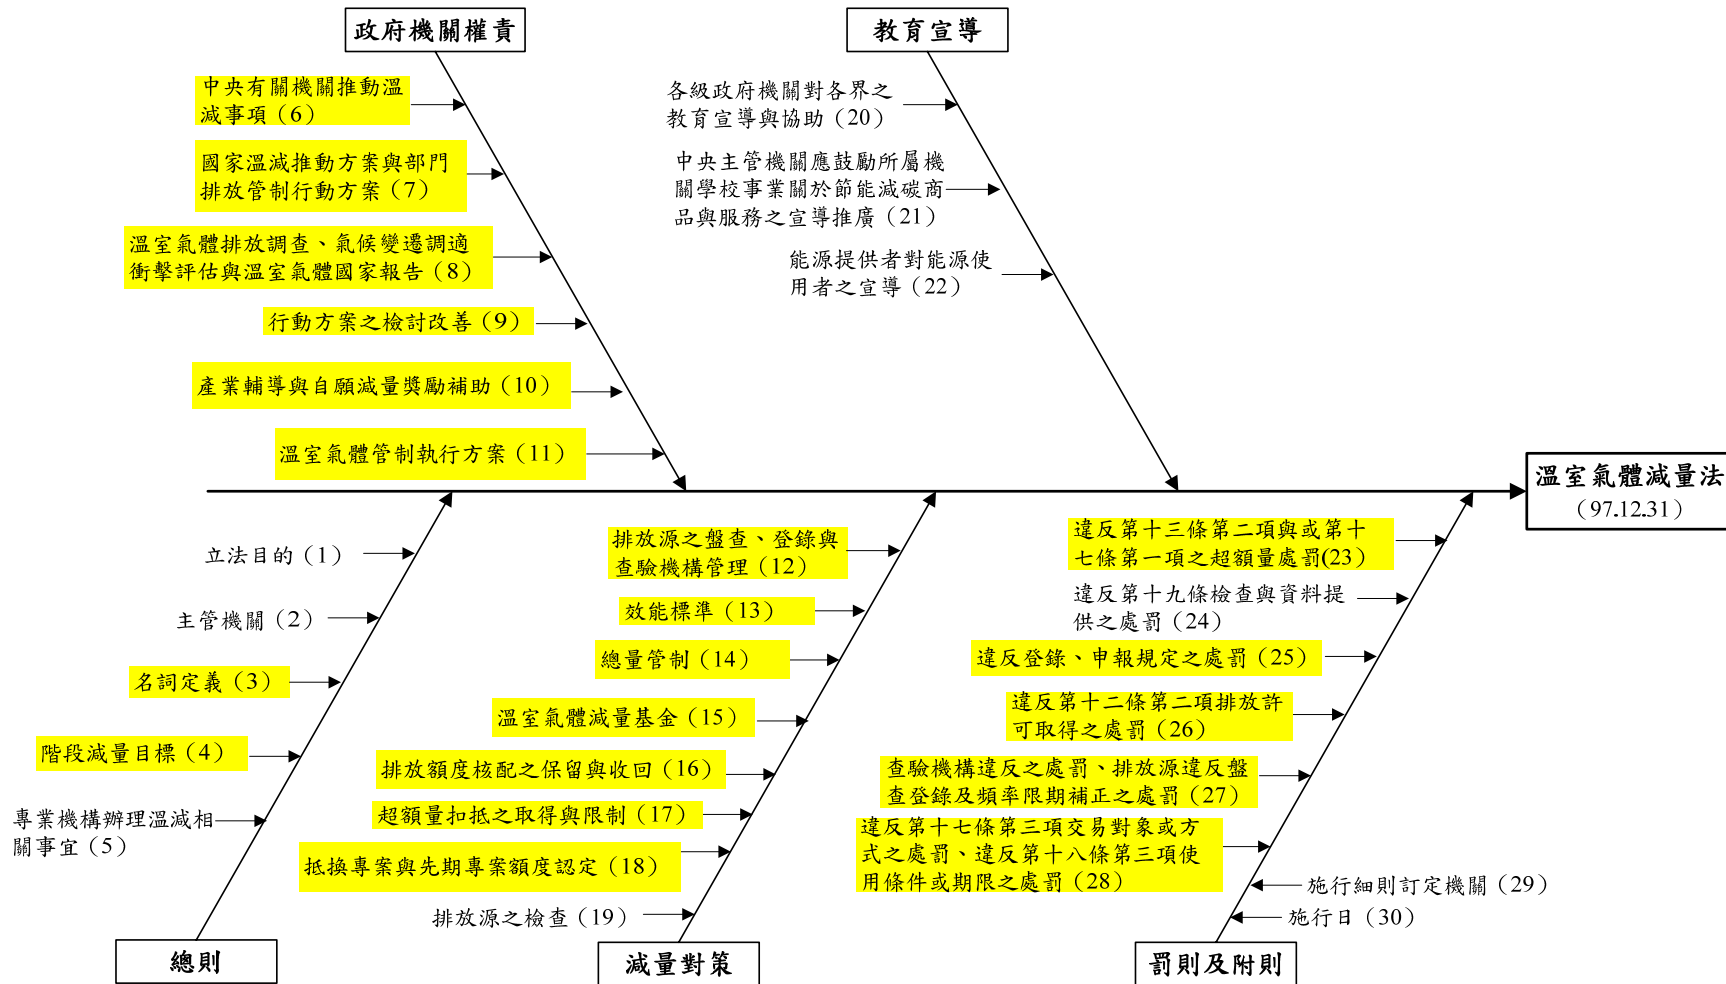 政府機關權責
中央有關機關推動溫
減事項（6）
國家溫減推動方案與部門
排放管制行動方案（7）
溫室氣體排放調查、氣候變遷調適
衝擊評估與溫室氣體國家報告（8）
行動方案之檢討改善（9）
產業輔導與自願減量獎勵補助（10）
溫室氣體管制執行方案（11）
教育宣導
各級政府機關對各界之
教育宣導與協助（20）
中央主管機關應鼓勵所屬機
關學校事業關於節能減碳商
品與服務之宣導推廣（21）
能源提供者對能源使
用者之宣導（22）
溫室氣體減量法
（97.12.31）
立法目的（1）
主管機關（2）
名詞定義（3）
階段減量目標（4）
專業機構辦理溫減相
關事宜（5）
總則
排放源之盤查、登錄與
查驗機構管理（12）
效能標準（13）
總量管制（14）
溫室氣體減量基金（15）
排放額度核配之保留與收回（16）
超額量扣抵之取得與限制（17）
抵換專案與先期專案額度認定（18）
排放源之檢查（19）
減量對策
違反第十三條第二項與或第十
七條第一項之超額量處罰(23)
違反第十九條檢查與資料提
供之處罰（24）
違反登錄、申報規定之處罰（25）
違反第十二條第二項排放許
可取得之處罰（26）
查驗機構違反之處罰、排放源違反盤
查登錄及頻率限期補正之處罰（27）
違反第十七條第三項交易對象或方
式之處罰、違反第十八條第三項使
用條件或期限之處罰（28）
施行細則訂定機關（29）
施行日（30）
罰則及附則